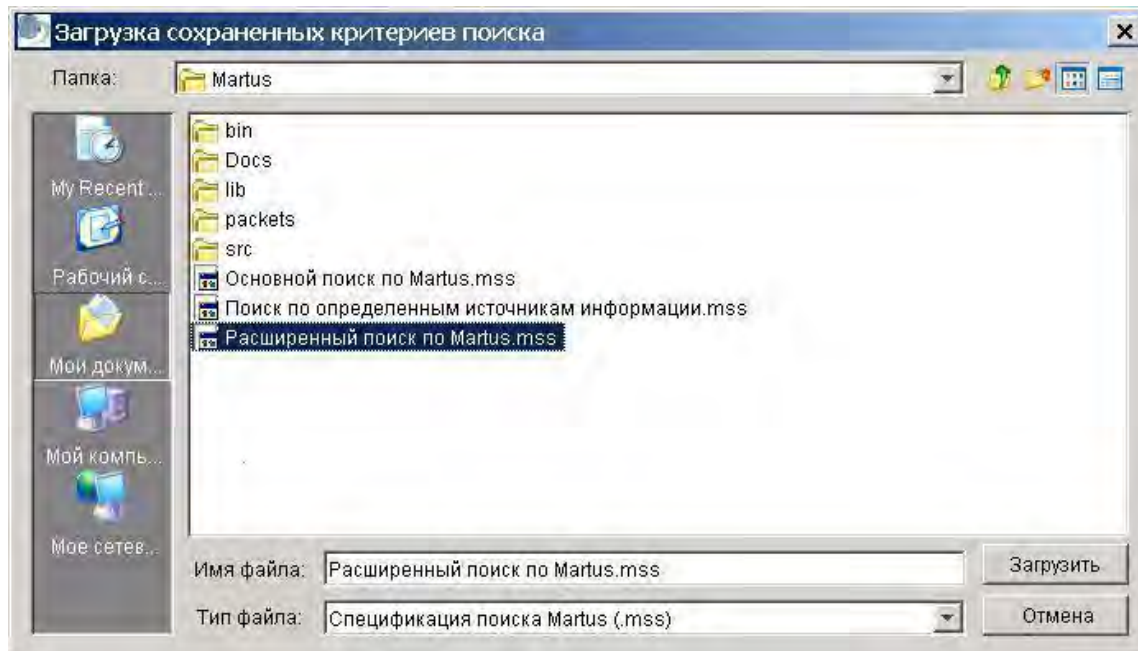 Загрузка сохраненных критериев поиска
Папка:
Martus
My Recent ...
Рабочий с...
Мои докум...
Мой компь...
Мое сетев...
bin
Docs
lib
packets
src
Основной поиск по Martus.mss
Поиск по определенным источникам информации.mss
Расширенный поиск по Martus.mss
Имя файла:
Расширенный поиск по Martus.mss
Загрузить
Тип файла:
Спецификация поиска Martus (.mss)
Отмена